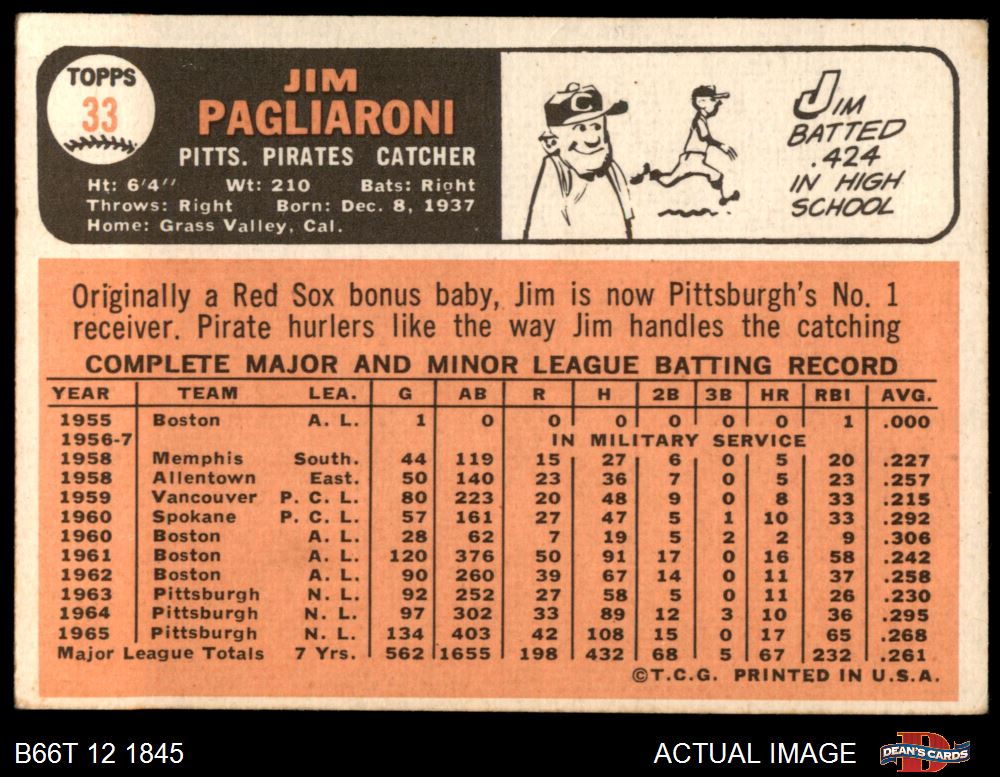 TOPPS
33
JIM
PAGLIARONI
PITTS. PIRATES CATCHER
Ht: 6'4'' Wt: 210 Bats: Right
Throws: Right Born: Dec. 8, 1937
Home: Grass Valley, Cal.
C
JIM
BATTED
.424
IN HIGH
SCHOOL
Originally a Red Sox bonus baby, Jim is now Pittsburgh's No. 1
receiver. Pirate hurlers like the way Jim handles the catching
COMPLETE MAJOR AND MINOR LEAGUE BATTING RECORD
YEAR TEAM LEA. G AB R H 2B 3B HR RBI AVG.
1955 Boston A. L. 1 0 0 0 0 0 0 1 .000
1956-7 IN MILITARY SERVICE
1958 Memphis South. 44 119 15 27 6 0 5 20 .227
1958 Allentown East. 50 140 23 36 7 0 5 23 .257
1959 Vancouver P. C. L. 80 223 20 48 9 0 8 33 .215
1960 Spokane P. C. L. 57 161 27 47 5 1 10 33 .292
1960 Boston A. L. 28 62 7 19 5 2 2 9 .306
1961 Boston A. L. 120 376 50 91 17 0 16 58 .242
1962 Boston A. L. 90 260 39 67 14 0 11 37 .258
1963 Pittsburgh N. L. 92 252 27 58 5 0 11 26 .230
1964 Pittsburgh N. L. 97 302 33 89 12 3 10 36 .295
1965 Pittsburgh N. L. 134 403 42 108 15 0 17 65 .268
Major League Totals 7 Yrs. 562 1655 198 432 68 5 67 232 .261
©T.C.G. PRINTED IN U.S.A.
B66T 12 1845
ACTUAL IMAGE
D
DEAN'S CARDS